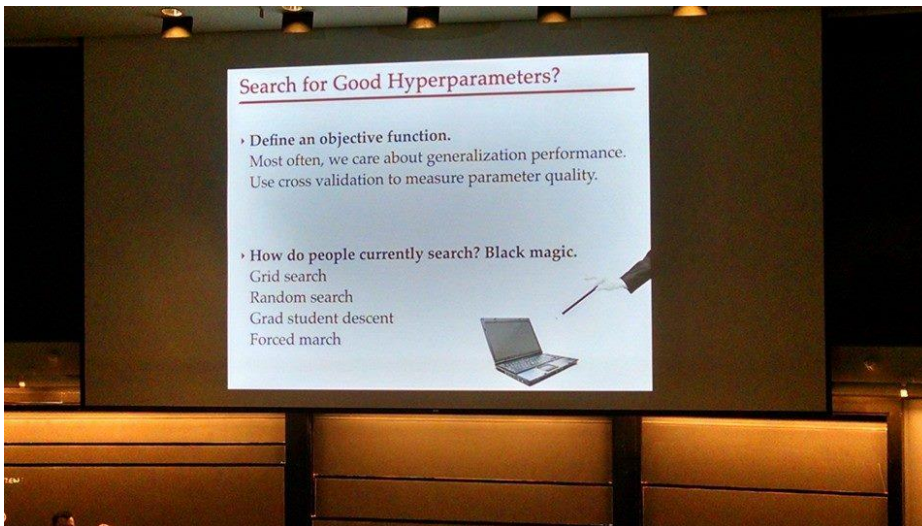 Search for Good Hyperparameters?
‣ Define an objective function.
Most often, we care about generalization performance.
Use cross validation to measure parameter quality.
‣ How do people currently search? Black magic.
Grid search
Random search
Grad student descent
Forced march